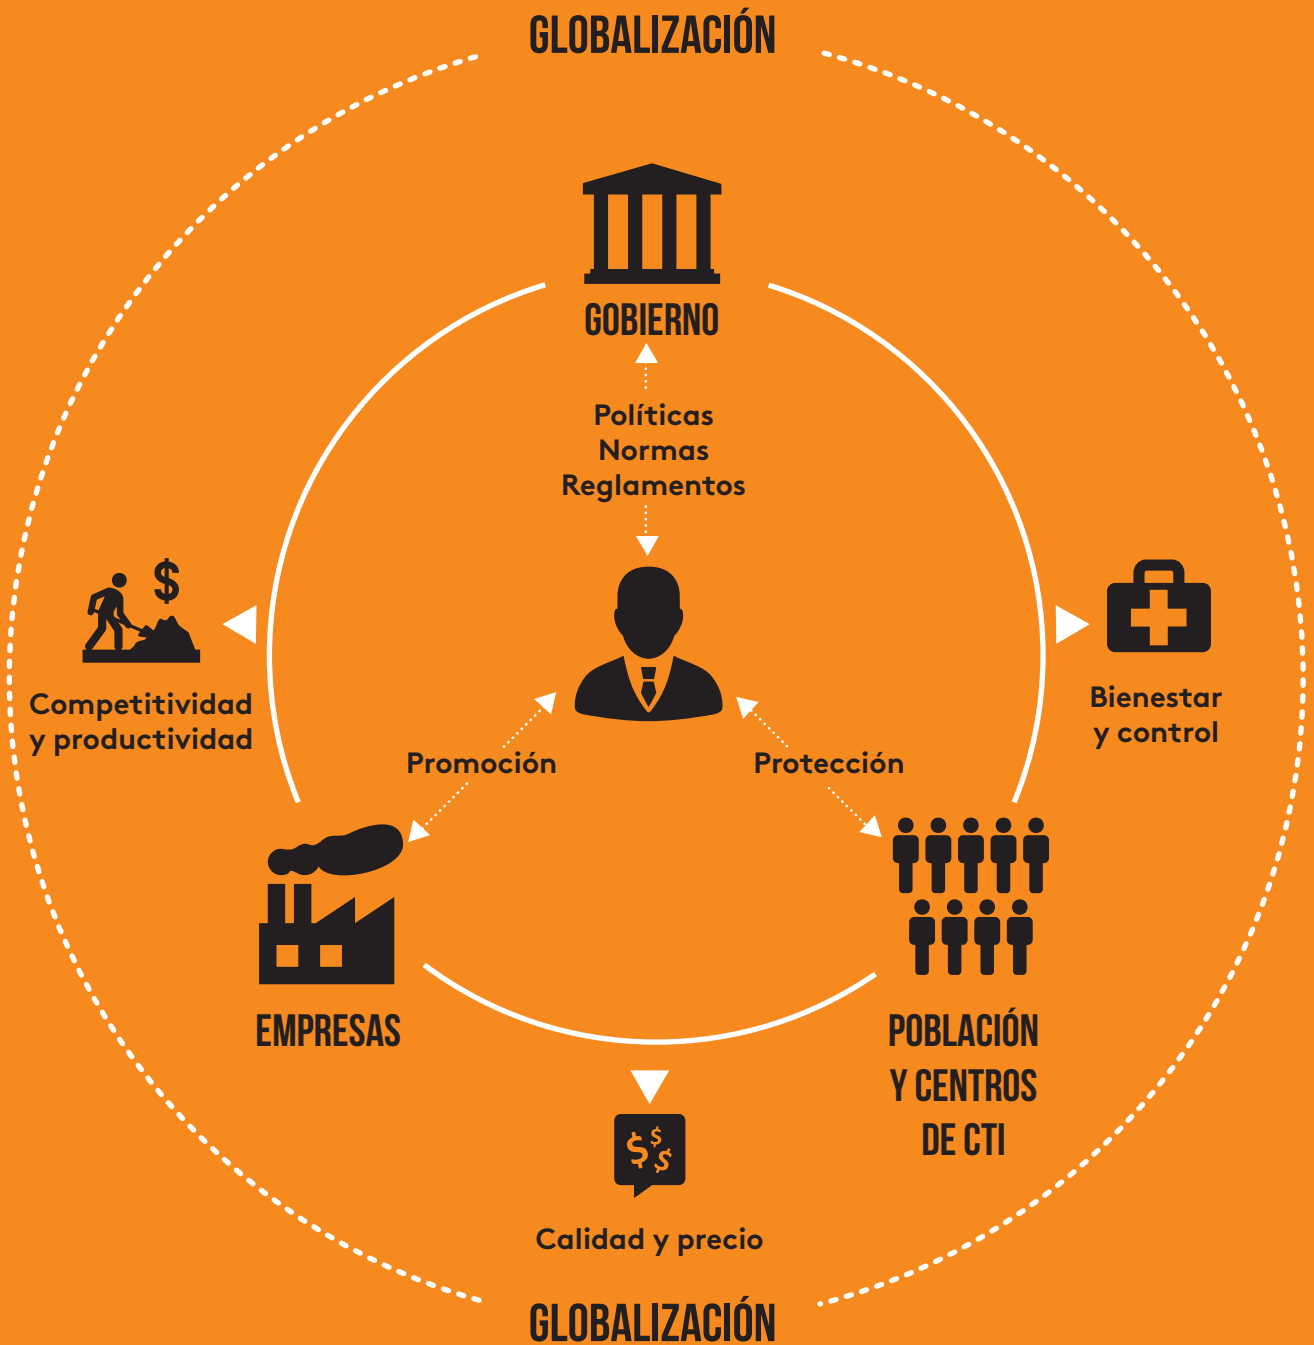 GLOBALIZACIÓN
GOBIERNO
Políticas
Normas
Reglamentos
$
Competitividad
y productividad
Bienestar
y control
Promoción
Protección
EMPRESAS
POBLACIÓN
Y CENTROS
DE CTI
$ $ $
Calidad y precio
GLOBALIZACIÓN